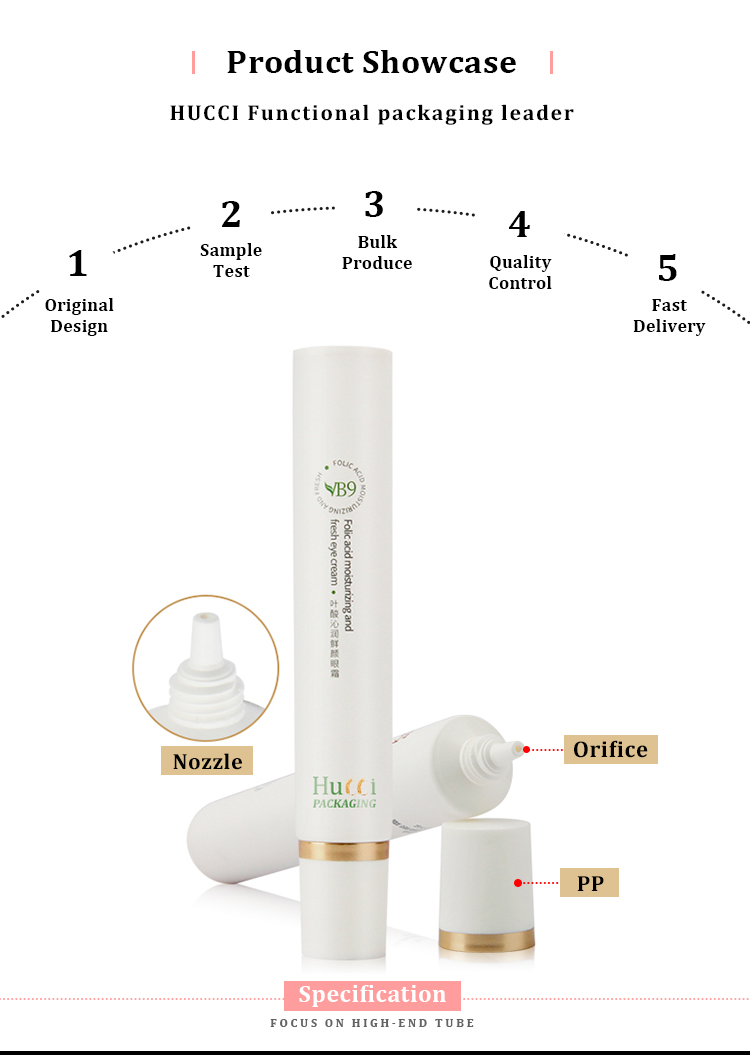 Product Showcase
HUCCI Functional packaging leader
1
Original
Design
2
Sample
Test
3
Bulk
Produce
4
Quality
Control
5
Fast
Delivery
FOLIC ACID MOISTURIZING AND FRESH
VB9
Folic acid moisturizing and
fresh eye cream • 叶酸沁润鲜颜眼霜
Hucci
PACKAGING
Nozzle
Orifice
PP
Specification
FOCUS ON HIGH-END TUBE